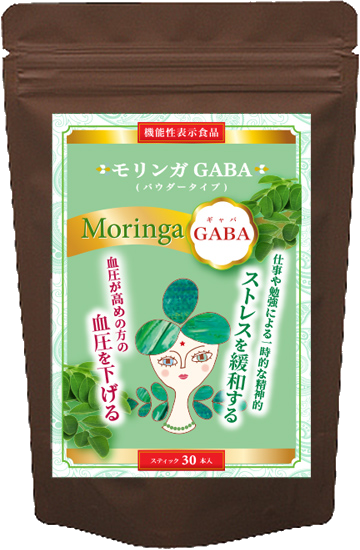 機能性表示食品
モリンガ GABA
(パウダータイプ)
Moringa
ギャバ
GABA
仕事や勉強による一時的な精神的
ストレスを緩和する
血圧が高めの方の
血圧を下げる
スティック 30 本入